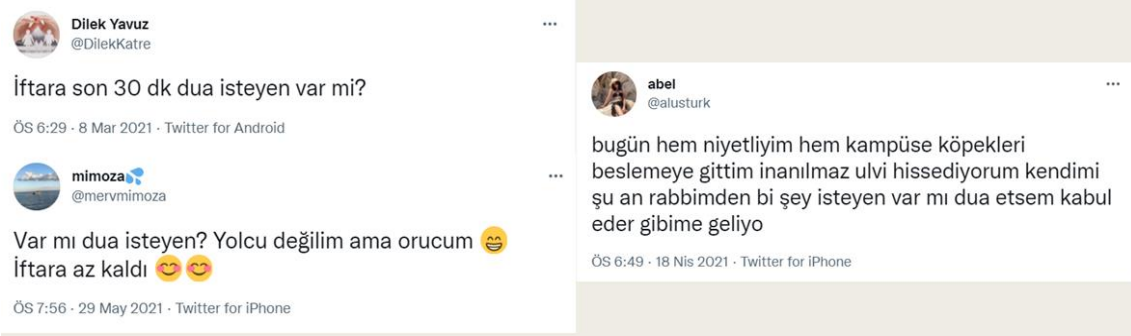 Dilek Yavuz
@DilekKatre
İftara son 30 dk dua isteyen var mi?
ÖS 6:29 · 8 Mar 2021 · Twitter for Android
mimoza💦
@mervmimoza
Var mı dua isteyen? Yolcu değilim ama orucum 😁
İftara az kaldı 😊😊
ÖS 7:56 · 29 May 2021 · Twitter for iPhone
abel
@alusturk
bugün hem niyetliyim hem kampüse köpekleri
beslemeye gittim inanılmaz ulvi hissediyorum kendimi
şu an rabbimden bi şey isteyen var mı dua etsem kabul
eder gibime geliyo
ÖS 6:49 · 18 Nis 2021 · Twitter for iPhone